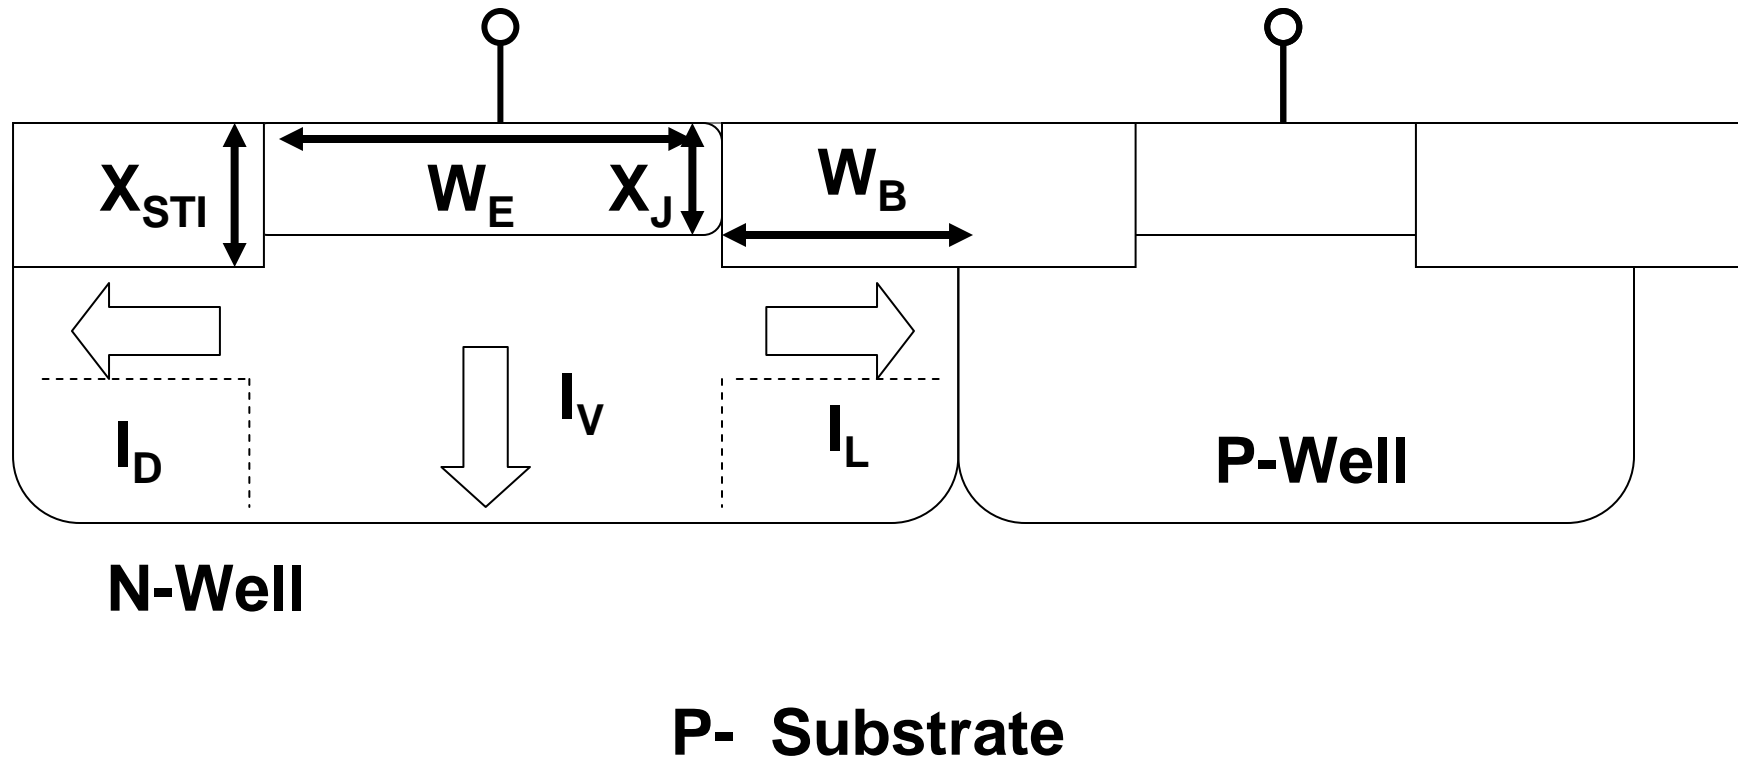 X_STI W_E X_J W_B
I_D I_V I_L P-Well
N-Well
P- Substrate